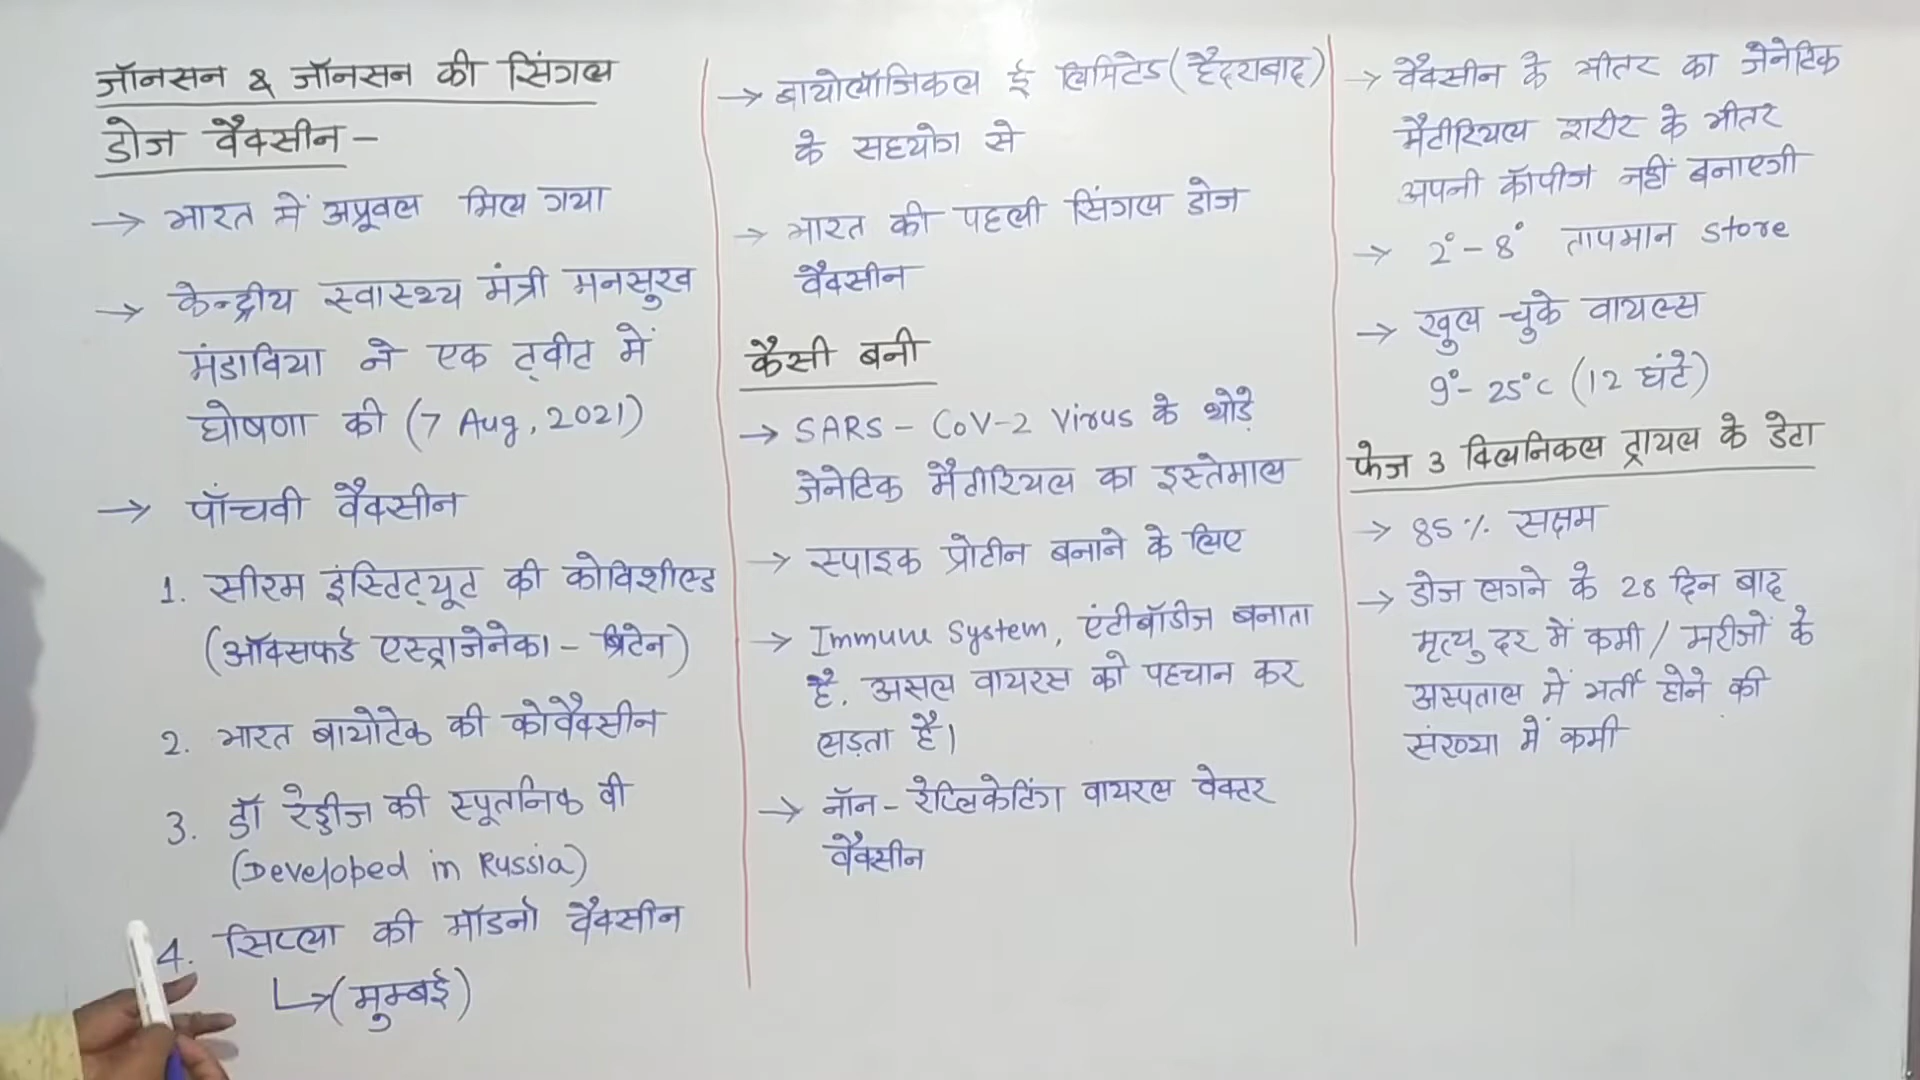 जॉनसन & जॉनसन की सिंगल
डोज वैक्सीन -
→ भारत में अप्रूवल मिल गया
→ केन्द्रीय स्वास्थ्य मंत्री मनसुख
मंडाविया ने एक ट्वीट में
घोषणा की (7 Aug, 2021)
→ पाँचवी वैक्सीन
1. सीरम इंस्टिट्यूट की कोविशील्ड
(ऑक्सफर्ड एस्ट्राजेनेका - ब्रिटेन)
2. भारत बायोटेक की कोवैक्सीन
3. डॉ रेड्डीज की स्पूतनिक वी
(Developed in Russia)
4. सिप्ला की मॉडर्ना वैक्सीन
↳ (मुम्बई)
→ बायोलॉजिकल ई लिमिटेड (हैदराबाद)
के सहयोग से
→ भारत की पहली सिंगल डोज
वैक्सीन
कैसी बनी
→ SARS - CoV-2 Virus के थोड़े
जेनेटिक मैटीरियल का इस्तेमाल
→ स्पाइक प्रोटीन बनाने के लिए
→ Immune System, एंटीबॉडीज बनाता
है. असल वायरस को पहचान कर
लड़ता है।
→ नॉन - रेप्लिकेटिंग वायरल वेक्टर
वैक्सीन
→ वैक्सीन के भीतर का जेनेटिक
मैटीरियल शरीर के भीतर
अपनी कॉपीज नहीं बनाएगी
→ 2° - 8° तापमान store
→ खुल चुके वायल्स
9° - 25°C (12 घंटे)
फेज 3 क्लिनिकल ट्रायल के डेटा
→ 85% सक्षम
→ डोज लगने के 28 दिन बाद
मृत्यु दर में कमी / मरीजों के
अस्पताल में भर्ती होने की
संख्या में कमी